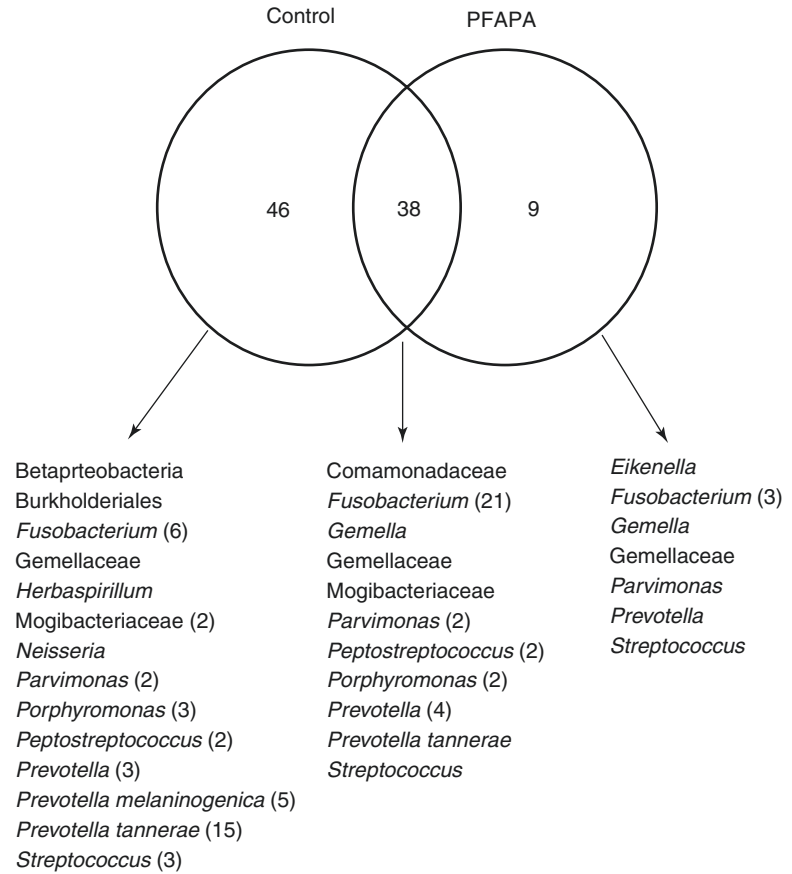 Control
PFAPA
46
38
9
Betaprteobacteria
Burkholderiales
Fusobacterium (6)
Gemellaceae
Herbaspirillum
Mogibacteriaceae (2)
Neisseria
Parvimonas (2)
Porphyromonas (3)
Peptostreptococcus (2)
Prevotella (3)
Prevotella melaninogenica (5)
Prevotella tannerae (15)
Streptococcus (3)
Comamonadaceae
Fusobacterium (21)
Gemella
Gemellaceae
Mogibacteriaceae
Parvimonas (2)
Peptostreptococcus (2)
Porphyromonas (2)
Prevotella (4)
Prevotella tannerae
Streptococcus
Eikenella
Fusobacterium (3)
Gemella
Gemellaceae
Parvimonas
Prevotella
Streptococcus